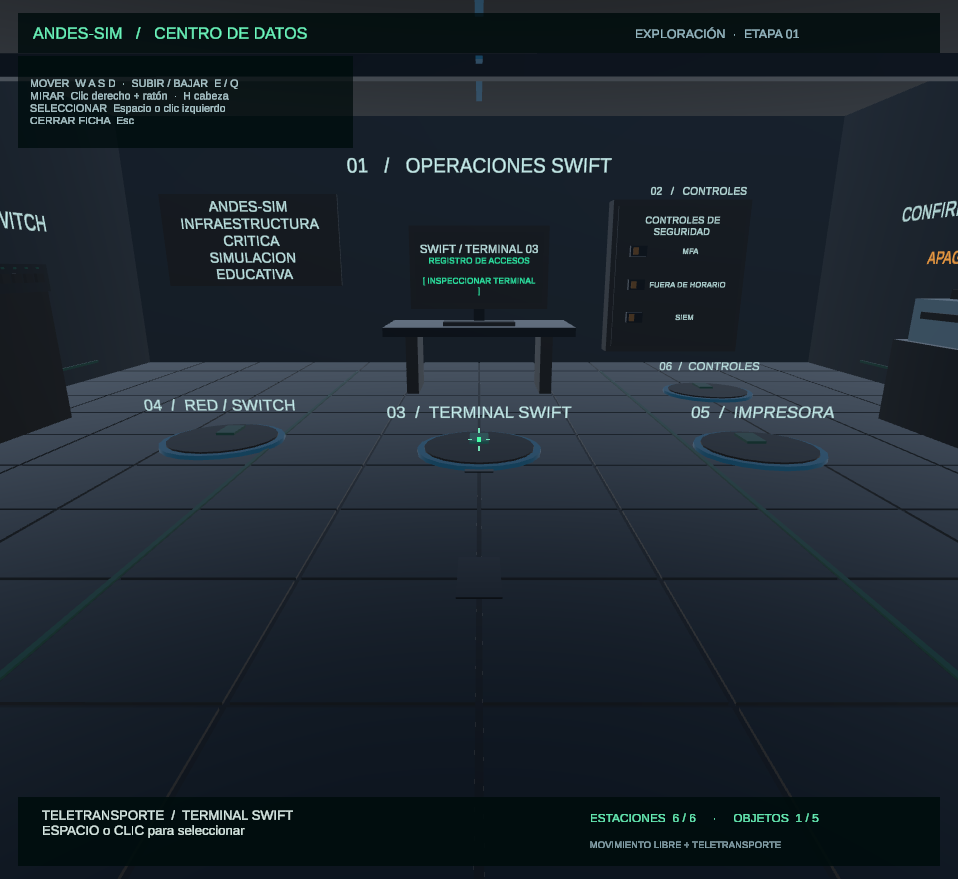 ANDES-SIM / CENTRO DE DATOS
EXPLORACIÓN · ETAPA 01
MOVER W A S D · SUBIR / BAJAR E / Q
MIRAR Clic derecho + ratón · H cabeza
SELECCIONAR Espacio o clic izquierdo
CERRAR FICHA Esc
01 / OPERACIONES SWIFT
02 / CONTROLES
ANDES-SIM
INFRAESTRUCTURA
CRITICA
SIMULACION
EDUCATIVA
SWIFT / TERMINAL 03
REGISTRO DE ACCESOS
[ INSPECCIONAR TERMINAL
]
CONTROLES DE
SEGURIDAD
MFA
FUERA DE HORARIO
SIEM
06 / CONTROLES
04 / RED / SWITCH
03 / TERMINAL SWIFT
05 / IMPRESORA
TELETRANSPORTE / TERMINAL SWIFT
ESPACIO o CLIC para seleccionar
ESTACIONES 6 / 6 · OBJETOS 1 / 5
MOVIMIENTO LIBRE + TELETRANSPORTE